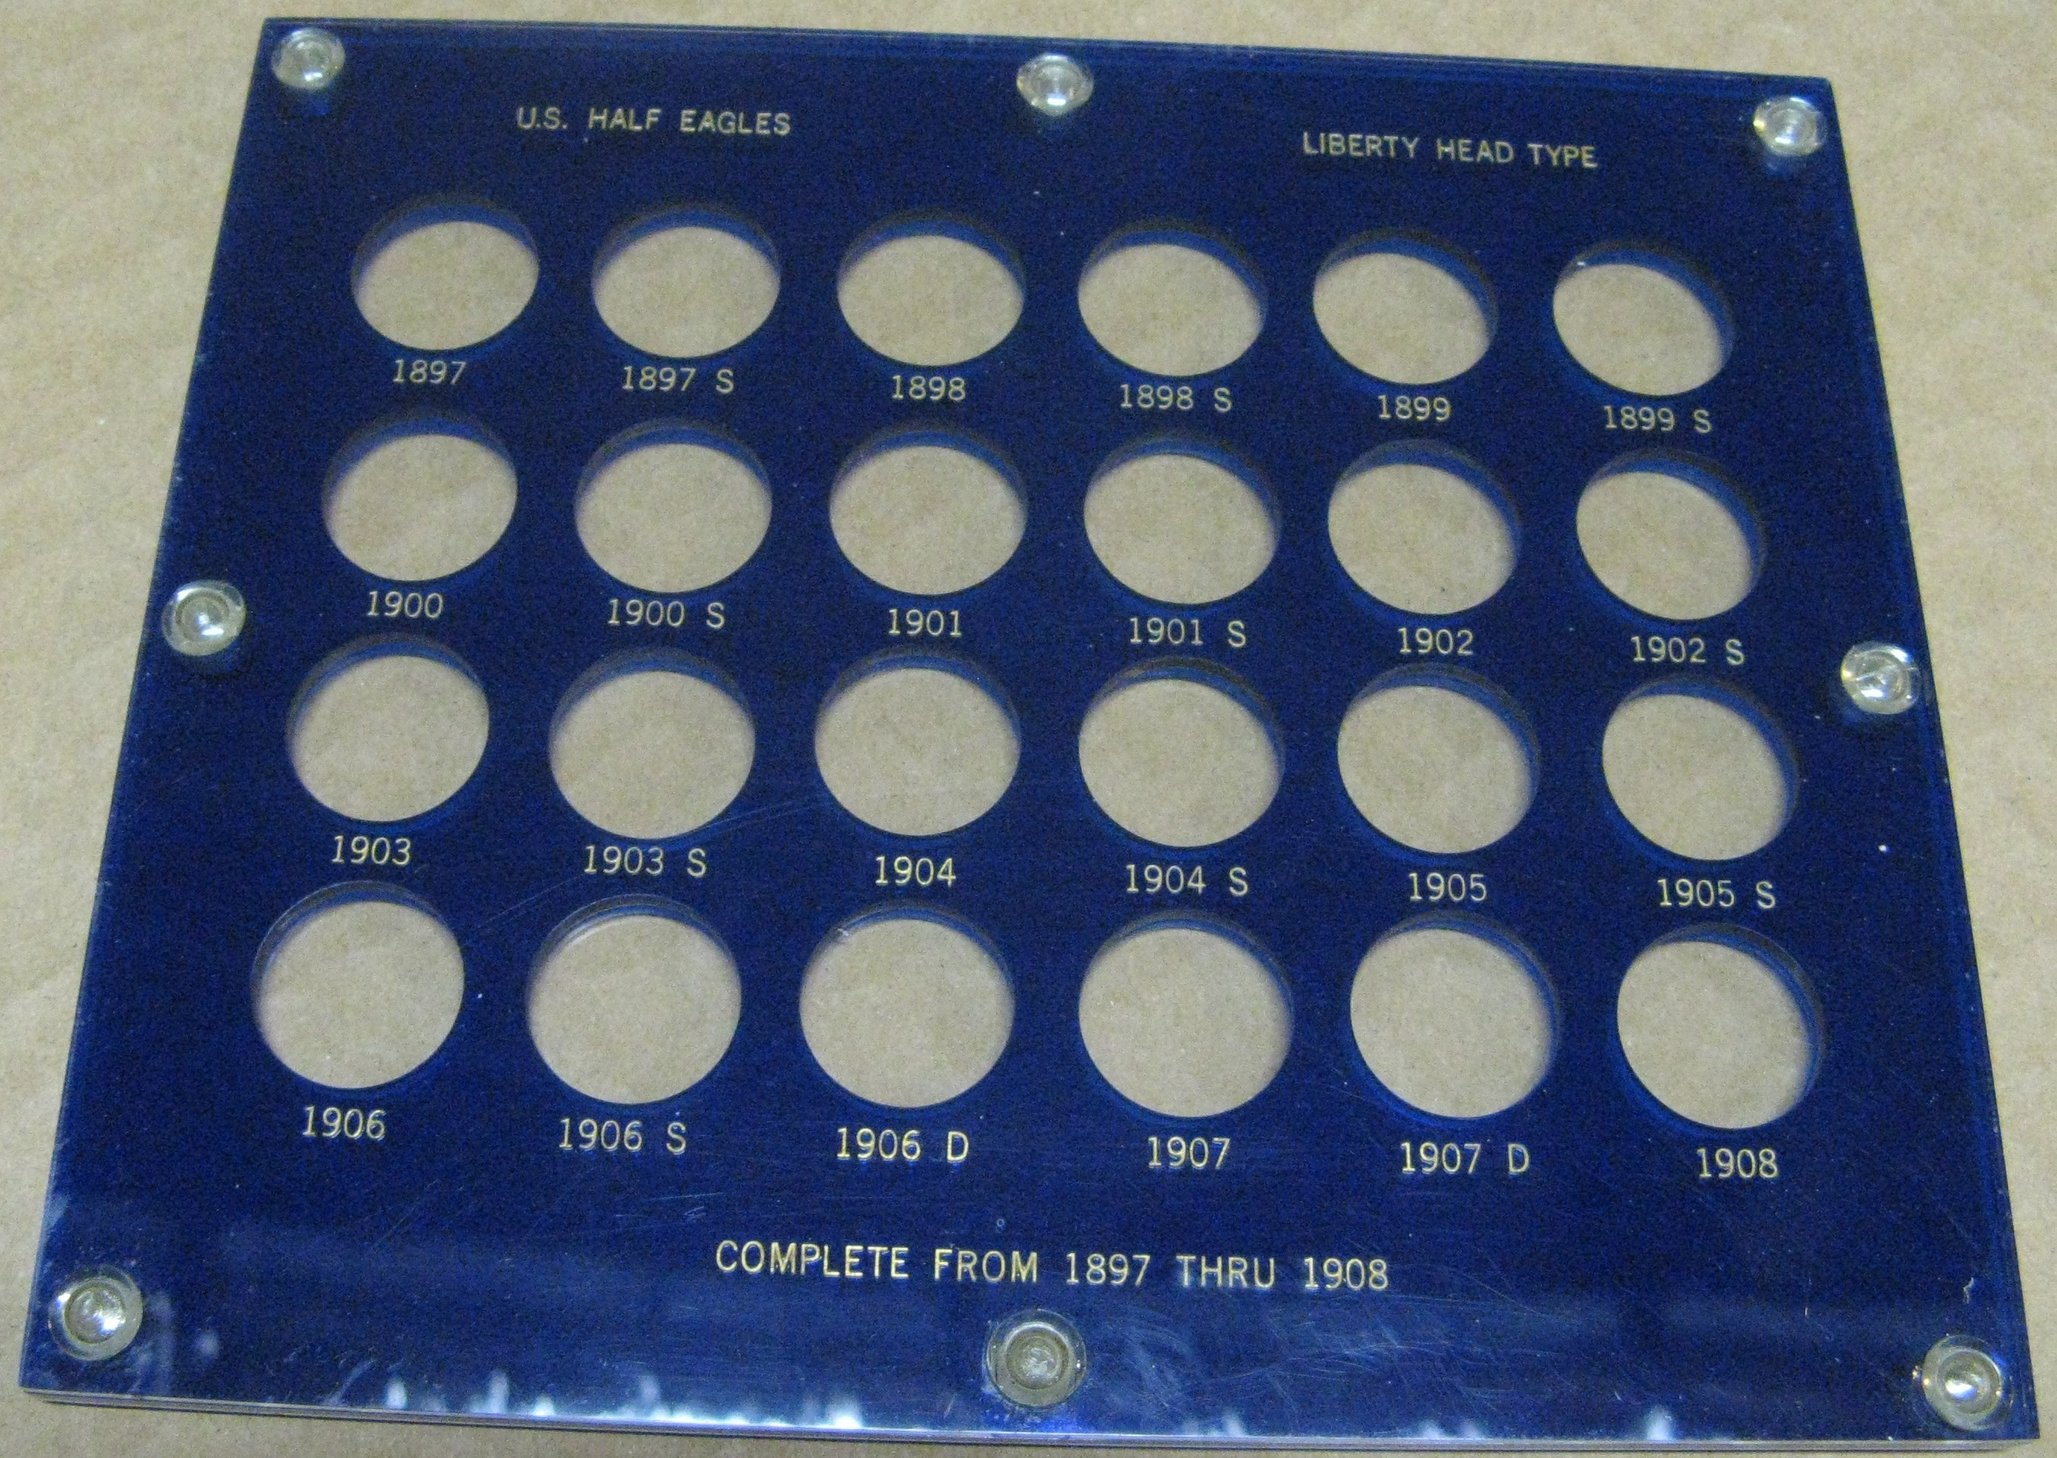 U.S. HALF EAGLES
LIBERTY HEAD TYPE
1897 1897 S 1898 1898 S 1899 1899 S
1900 1900 S 1901 1901 S 1902 1902 S
1903 1903 S 1904 1904 S 1905 1905 S
1906 1906 S 1906 D 1907 1907 D 1908
COMPLETE FROM 1897 THRU 1908